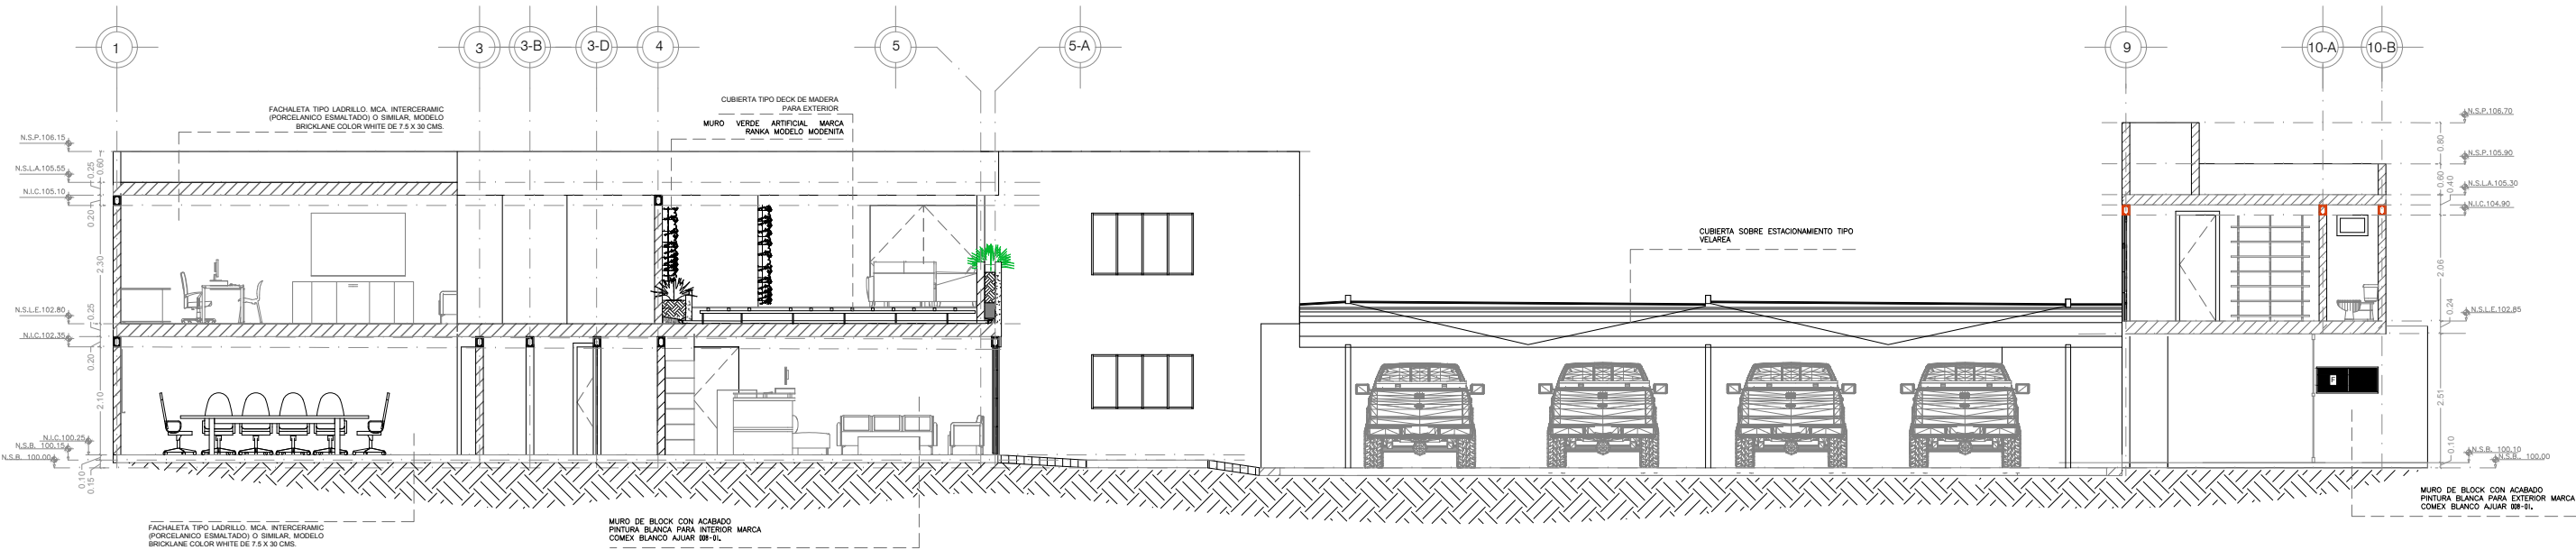 1
3
3-B
3-D
4
5
5-A
9
10-A
10-B
FACHALETA TIPO LADRILLO. MCA. INTERCERAMIC
(PORCELANICO ESMALTADO) O SIMILAR, MODELO
BRICKLANE COLOR WHITE DE 7.5 X 30 CMS.
CUBIERTA TIPO DECK DE MADERA
PARA EXTERIOR
MURO VERDE ARTIFICIAL MARCA
RANKA MODELO MODENITA
N.S.P.106.15
N.S.L.A.105.55
N.I.C.105.10
N.S.L.E.102.80
N.I.C.102.35
N.I.C.100.25
N.S.B. 100.15
N.S.B. 100.00
0.60
0.25
0.20
2.30
0.25
0.20
2.10
0.10
0.15
CUBIERTA SOBRE ESTACIONAMIENTO TIPO
VELAREA
N.S.P.106.70
N.S.P.105.90
N.S.L.A.105.30
N.I.C.104.90
N.S.L.E.102.85
N.S.B. 100.10
N.S.B. 100.00
0.80
0.60
0.40
2.06
0.24
2.51
0.10
FACHALETA TIPO LADRILLO. MCA. INTERCERAMIC
(PORCELANICO ESMALTADO) O SIMILAR, MODELO
BRICKLANE COLOR WHITE DE 7.5 X 30 CMS.
MURO DE BLOCK CON ACABADO
PINTURA BLANCA PARA INTERIOR MARCA
COMEX BLANCO AJUAR 008-01.
MURO DE BLOCK CON ACABADO
PINTURA BLANCA PARA EXTERIOR MARCA
COMEX BLANCO AJUAR 008-01.